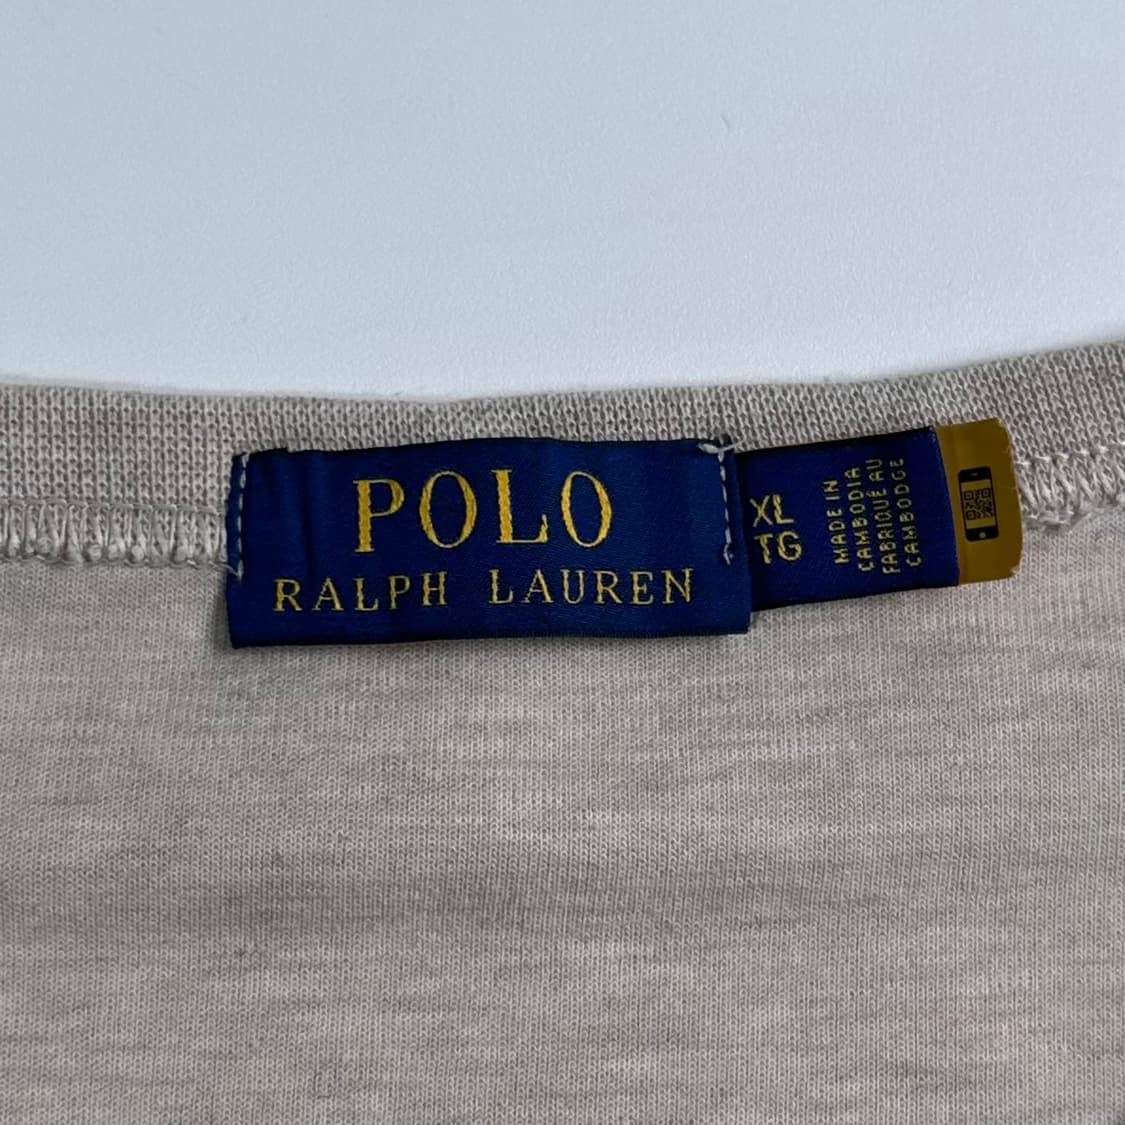 POLO
RALPH LAUREN
XL
TG
MADE IN
CAMBODIA
FABRIQUÉ AU
CAMBODGE